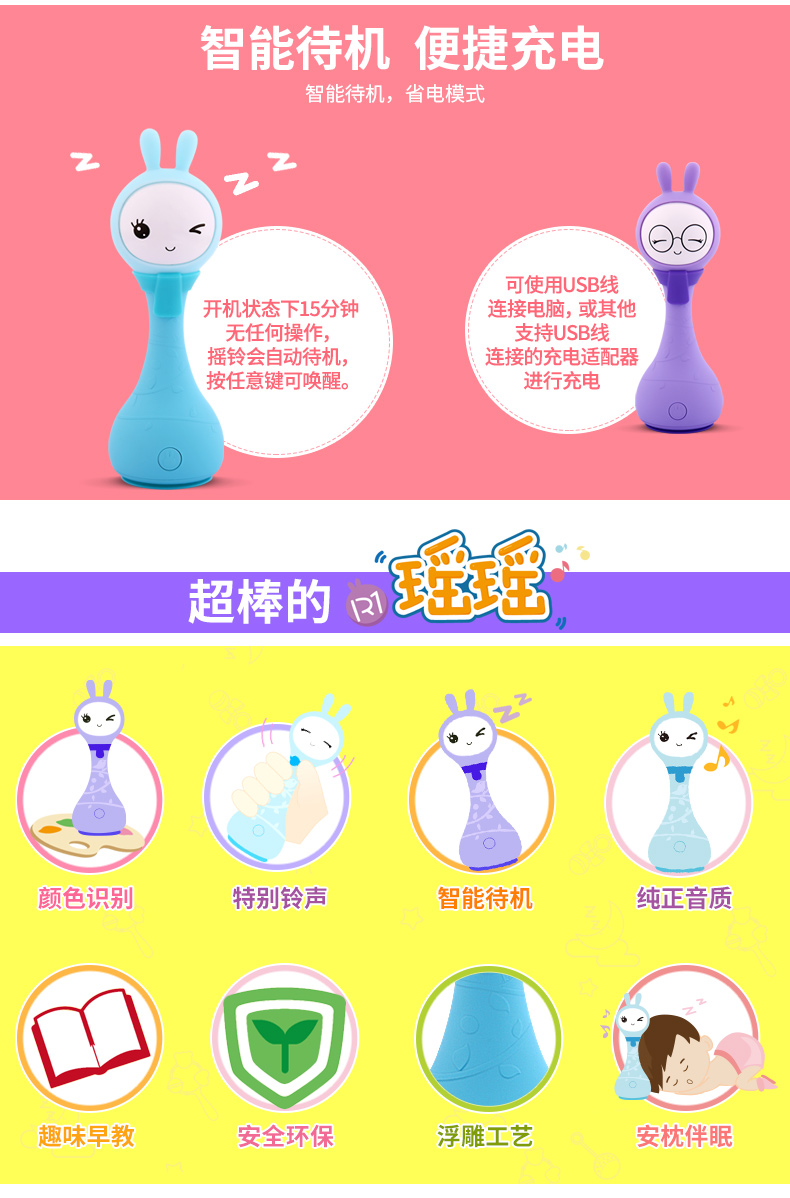 智能待机 便捷充电
智能待机，省电模式
开机状态下15分钟
无任何操作，
摇铃会自动待机，
按任意键可唤醒。
可使用USB线
连接电脑，或其他
支持USB线
连接的充电适配器
进行充电
超棒的 R1 瑶瑶
颜色识别
特别铃声
智能待机
纯正音质
趣味早教
安全环保
浮雕工艺
安枕伴眠